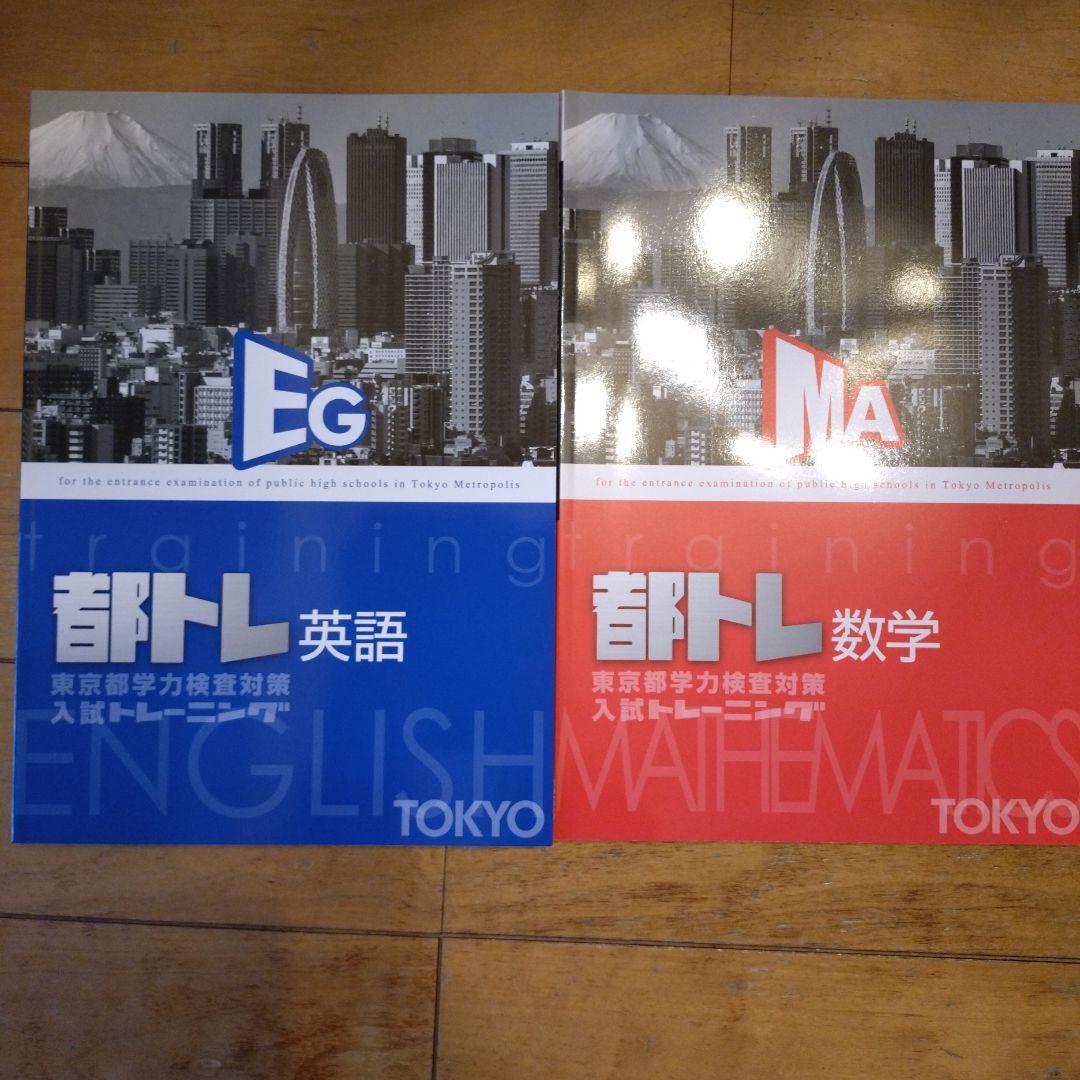 EG
for the entrance examination of public high schools in Tokyo Metropolis
training
都トレ 英語
東京都学力検査対策
入試トレーニング
ENGLISH
TOKYO
MA
for the entrance examination of public high schools in Tokyo Metropolis
training
都トレ 数学
東京都学力検査対策
入試トレーニング
MATHEMATICS
TOKYO